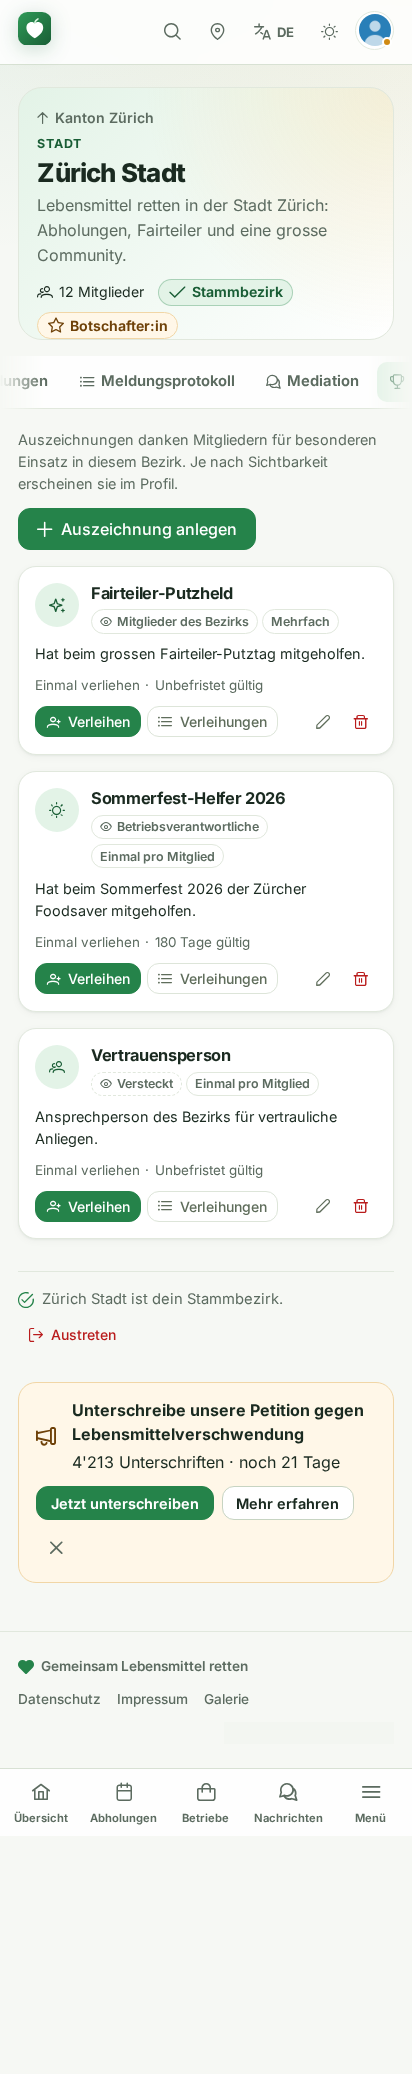 DE
Kanton Zürich
STADT
Zürich Stadt
Lebensmittel retten in der Stadt Zürich:
Abholungen, Fairteiler und eine grosse
Community.
12 Mitglieder Stammbezirk
Botschafter:in
ungen Meldungsprotokoll Mediation
Auszeichnungen danken Mitgliedern für besonderen
Einsatz in diesem Bezirk. Je nach Sichtbarkeit
erscheinen sie im Profil.
Auszeichnung anlegen
Fairteiler-Putzheld
Mitglieder des Bezirks Mehrfach
Hat beim grossen Fairteiler-Putztag mitgeholfen.
Einmal verliehen · Unbefristet gültig
Verleihen Verleihungen
Sommerfest-Helfer 2026
Betriebsverantwortliche
Einmal pro Mitglied
Hat beim Sommerfest 2026 der Zürcher
Foodsaver mitgeholfen.
Einmal verliehen · 180 Tage gültig
Verleihen Verleihungen
Vertrauensperson
Versteckt Einmal pro Mitglied
Ansprechperson des Bezirks für vertrauliche
Anliegen.
Einmal verliehen · Unbefristet gültig
Verleihen Verleihungen
Zürich Stadt ist dein Stammbezirk.
Austreten
Unterschreibe unsere Petition gegen
Lebensmittelverschwendung
4'213 Unterschriften · noch 21 Tage
Jetzt unterschreiben Mehr erfahren
Gemeinsam Lebensmittel retten
Datenschutz Impressum Galerie
Übersicht Abholungen Betriebe Nachrichten Menü